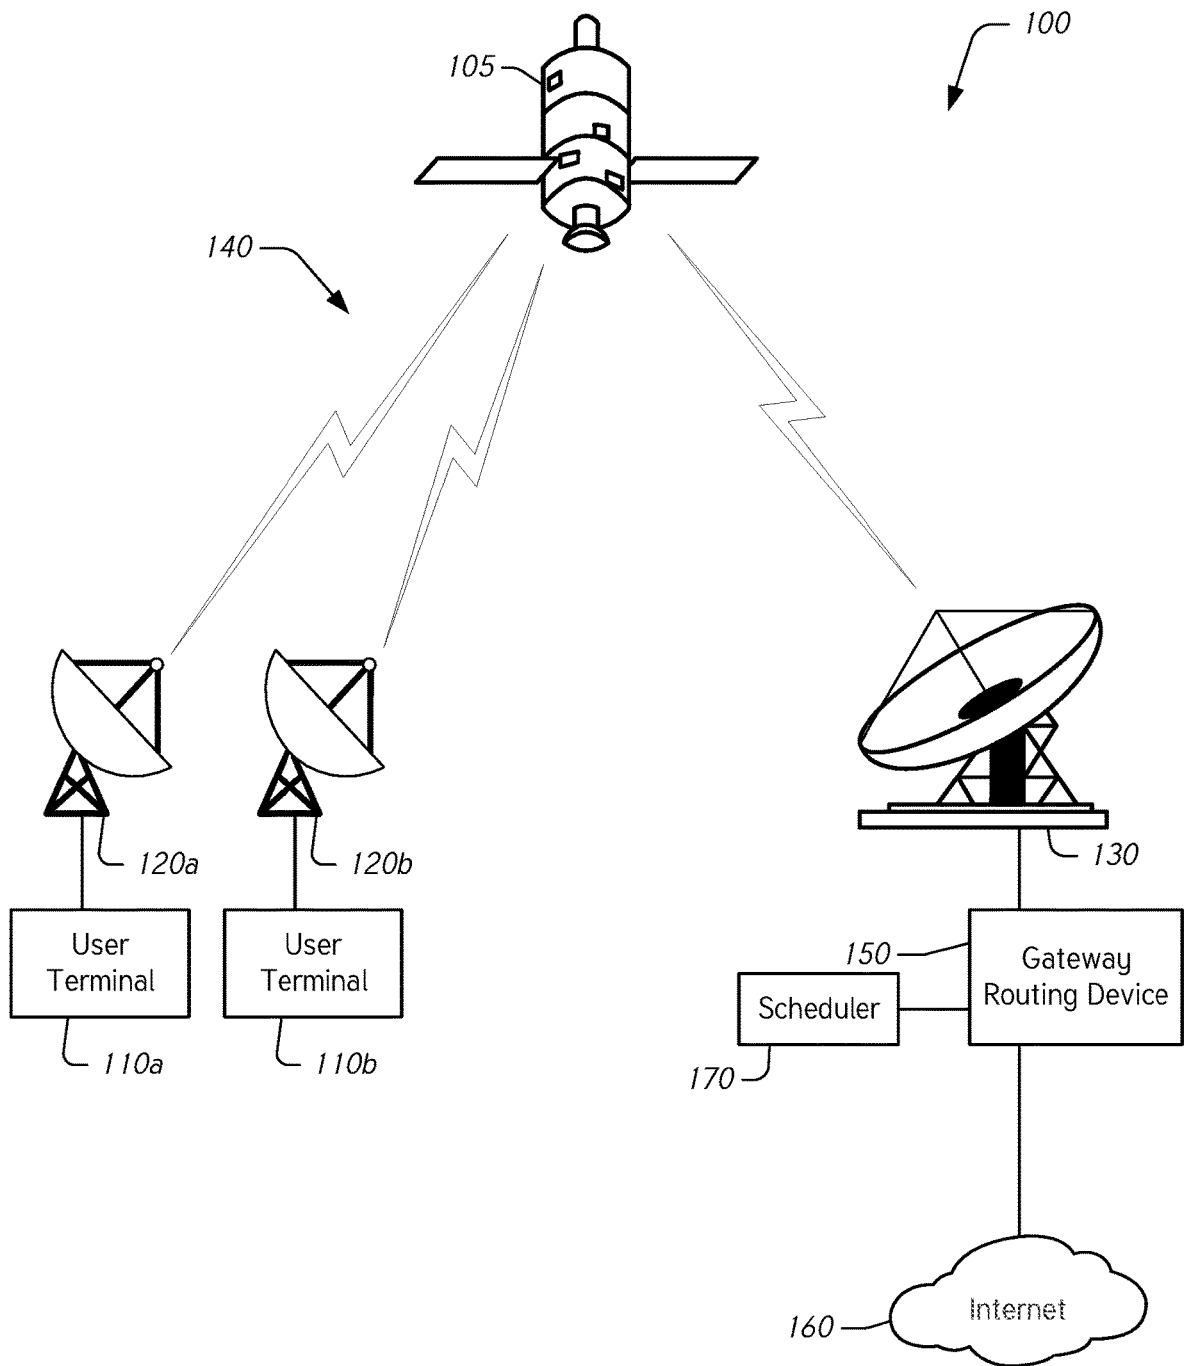 100
105
140
120a
120b
130
User
Terminal
User
Terminal
150
Gateway
Routing Device
Scheduler
110a
110b
170
Internet
160